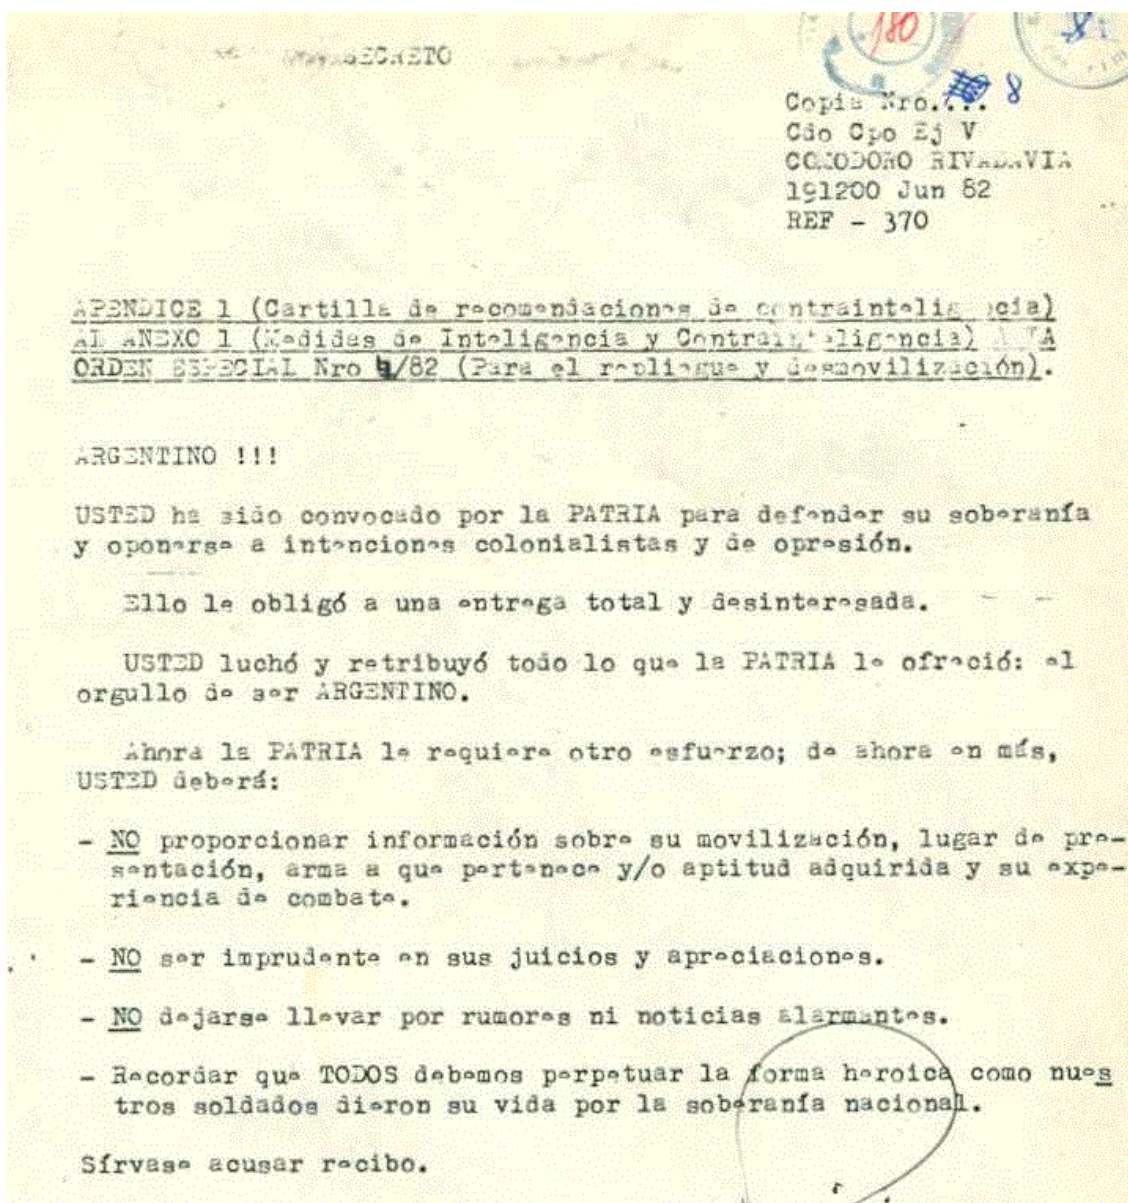 SECRETO
180
8
Copia Nro.... 8
Cdo Cpo Ej V
COMODORO RIVADAVIA
191200 Jun 82
REF - 370
APENDICE 1 (Cartilla de recomendaciones de contrainteligencia)
AL ANEXO 1 (Medidas de Inteligencia y Contrainteligencia) A LA
ORDEN ESPECIAL Nro 4/82 (Para el repliegue y desmovilización).
ARGENTINO !!!
USTED ha sido convocado por la PATRIA para defender su soberanía
y oponerse a intenciones colonialistas y de opresión.
Ello le obligó a una entrega total y desinteresada.
USTED luchó y retribuyó todo lo que la PATRIA le ofreció: el
orgullo de ser ARGENTINO.
Ahora la PATRIA le requiere otro esfuerzo; de ahora en más,
USTED deberá:
- NO proporcionar información sobre su movilización, lugar de pre-
sentación, arma a que pertenece y/o aptitud adquirida y su expe-
riencia de combate.
- NO ser imprudente en sus juicios y apreciaciones.
- NO dejarse llevar por rumores ni noticias alarmantes.
- Recordar que TODOS debemos perpetuar la forma heroica como nues
tros soldados dieron su vida por la soberanía nacional.
Sírvase acusar recibo.